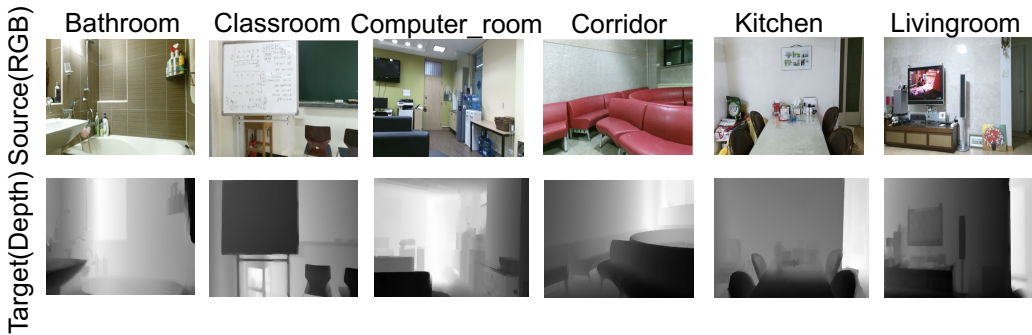 Bathroom Classroom Computer_room Corridor Kitchen Livingroom
Source(RGB)
Target(Depth)